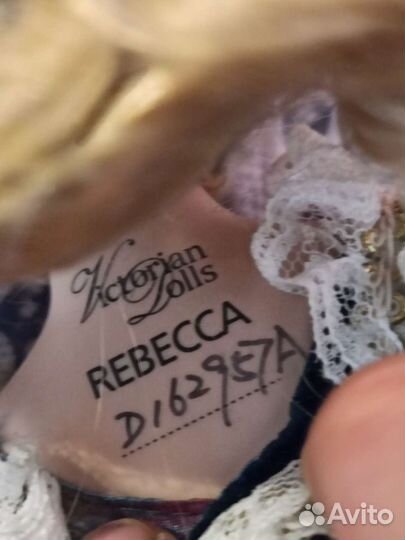 Victorian
Dolls
REBECCA
D162957A
Avito